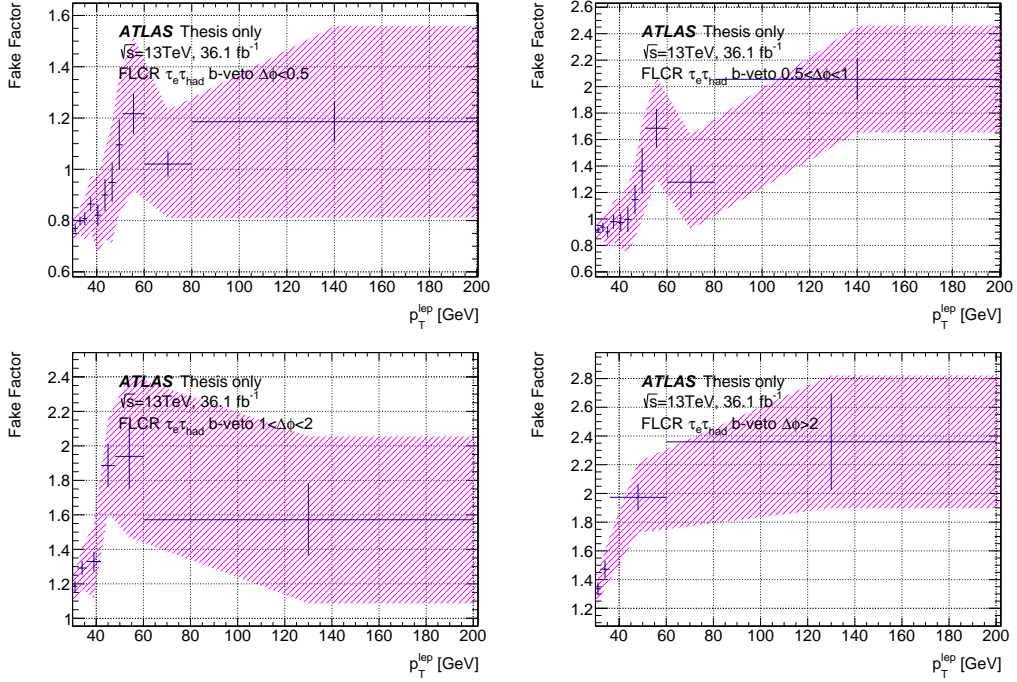 Fake Factor
1.6
1.4
1.2
1
0.8
0.6
ATLAS Thesis only
√s=13TeV, 36.1 fb⁻¹
FLCR τ_eτ_had b-veto Δϕ<0.5
40 60 80 100 120 140 160 180 200
p_T^lep [GeV]
Fake Factor
2.6
2.4
2.2
2
1.8
1.6
1.4
1.2
1
0.8
0.6
ATLAS Thesis only
√s=13TeV, 36.1 fb⁻¹
FLCR τ_eτ_had b-veto 0.5<Δϕ<1
40 60 80 100 120 140 160 180 200
p_T^lep [GeV]
Fake Factor
2.4
2.2
2
1.8
1.6
1.4
1.2
1
ATLAS Thesis only
√s=13TeV, 36.1 fb⁻¹
FLCR τ_eτ_had b-veto 1<Δϕ<2
40 60 80 100 120 140 160 180 200
p_T^lep [GeV]
Fake Factor
2.8
2.6
2.4
2.2
2
1.8
1.6
1.4
1.2
ATLAS Thesis only
√s=13TeV, 36.1 fb⁻¹
FLCR τ_eτ_had b-veto Δϕ>2
40 60 80 100 120 140 160 180 200
p_T^lep [GeV]